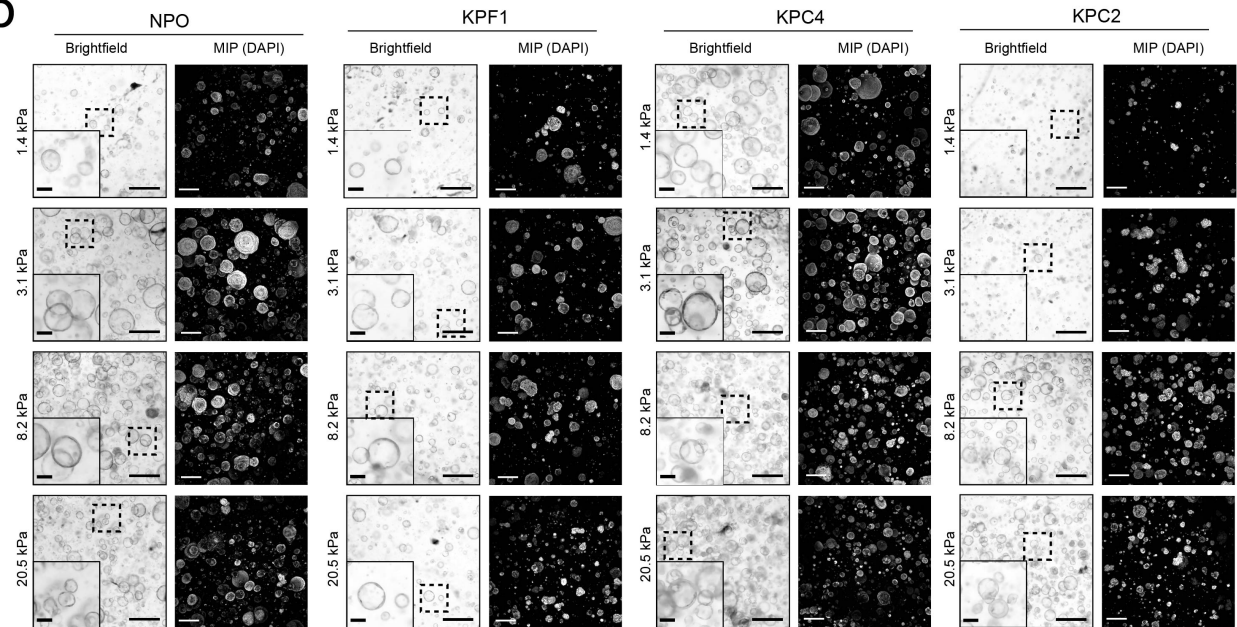 b
NPO KPF1 KPC4 KPC2
Brightfield MIP (DAPI) Brightfield MIP (DAPI) Brightfield MIP (DAPI) Brightfield MIP (DAPI)
1.4 kPa 1.4 kPa 1.4 kPa 1.4 kPa
3.1 kPa 3.1 kPa 3.1 kPa 3.1 kPa
8.2 kPa 8.2 kPa 8.2 kPa 8.2 kPa
20.5 kPa 20.5 kPa 20.5 kPa 20.5 kPa